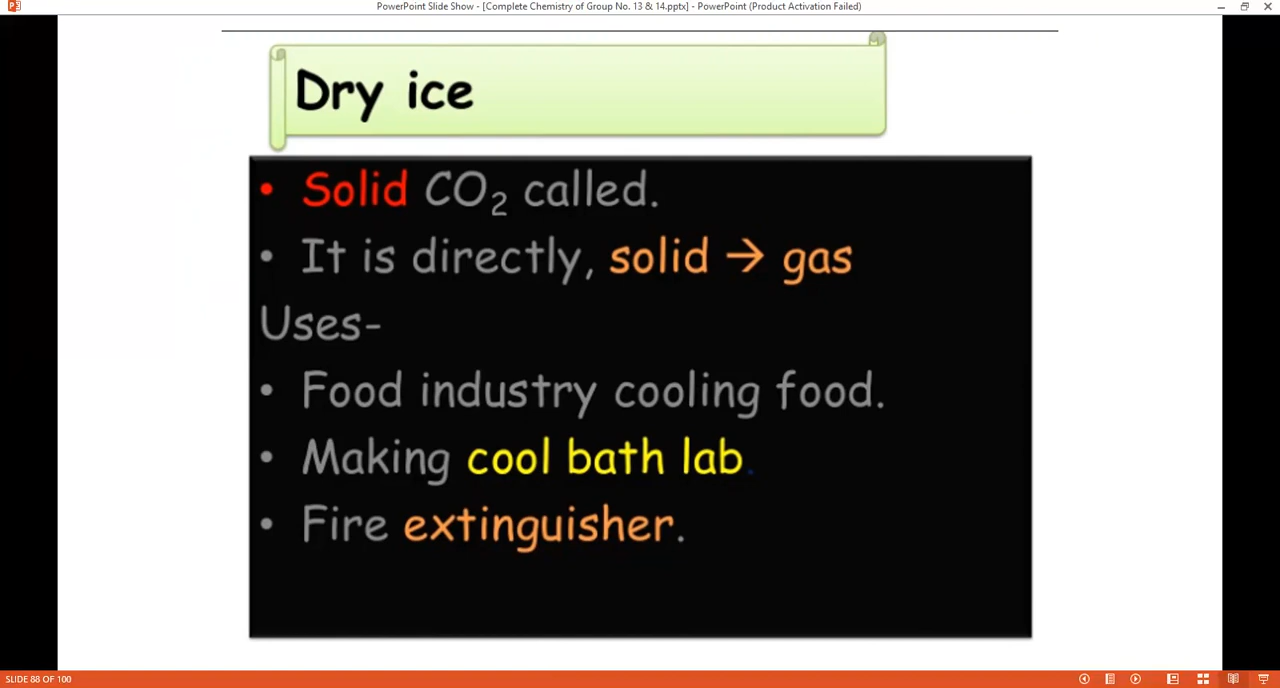 PowerPoint Slide Show - [Complete Chemistry of Group No. 13 & 14.pptx] - PowerPoint (Product Activation Failed)
Dry ice
• Solid CO₂ called.
• It is directly, solid → gas
Uses-
• Food industry cooling food.
• Making cool bath lab.
• Fire extinguisher.
SLIDE 88 OF 100